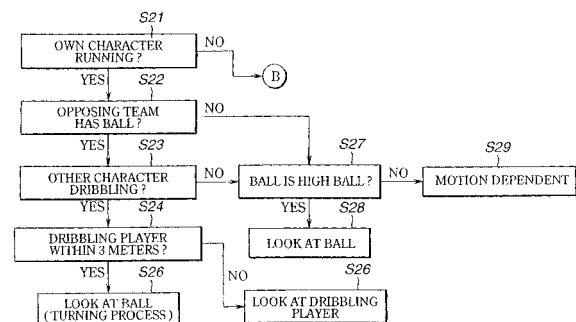 S21
OWN CHARACTER
RUNNING ?
NO
B
YES
S22
OPPOSING TEAM
HAS BALL ?
NO
YES
S23
OTHER CHARACTER
DRIBBLING ?
NO
S27
BALL IS HIGH BALL ?
NO
S29
MOTION DEPENDENT
YES
S24
DRIBBLING PLAYER
WITHIN 3 METERS ?
YES
S28
LOOK AT BALL
YES
S26
LOOK AT BALL
(TURNING PROCESS)
NO
S26
LOOK AT DRIBBLING
PLAYER